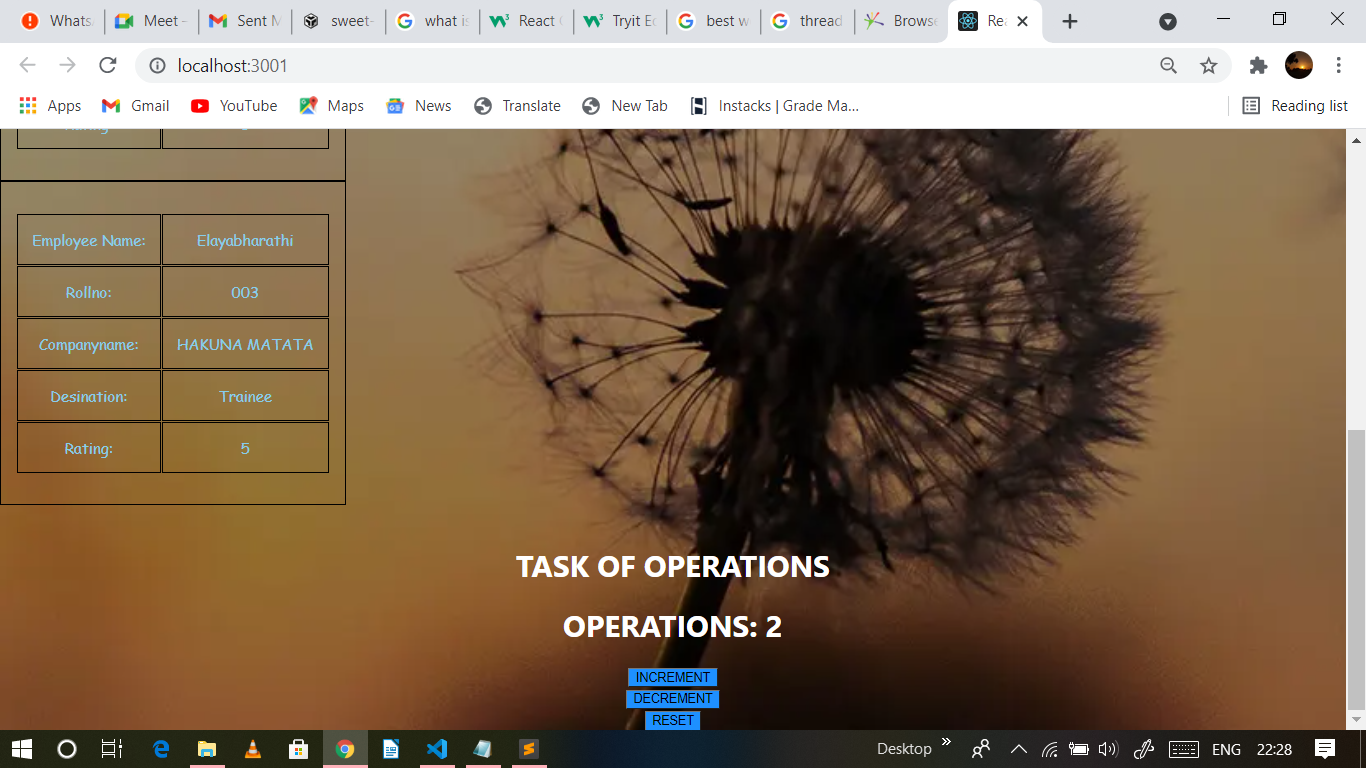 Whats
Meet -
Sent M
sweet-
what is
React
Tryit Ed
best w
thread
Browse
Rea
localhost:3001
Apps
Gmail
YouTube
Maps
News
Translate
New Tab
Instacks | Grade Ma...
Reading list
Employee Name: Elayabharathi
Rollno: 003
Companyname: HAKUNA MATATA
Desination: Trainee
Rating: 5
TASK OF OPERATIONS
OPERATIONS: 2
INCREMENT
DECREMENT
RESET
Desktop
ENG
22:28